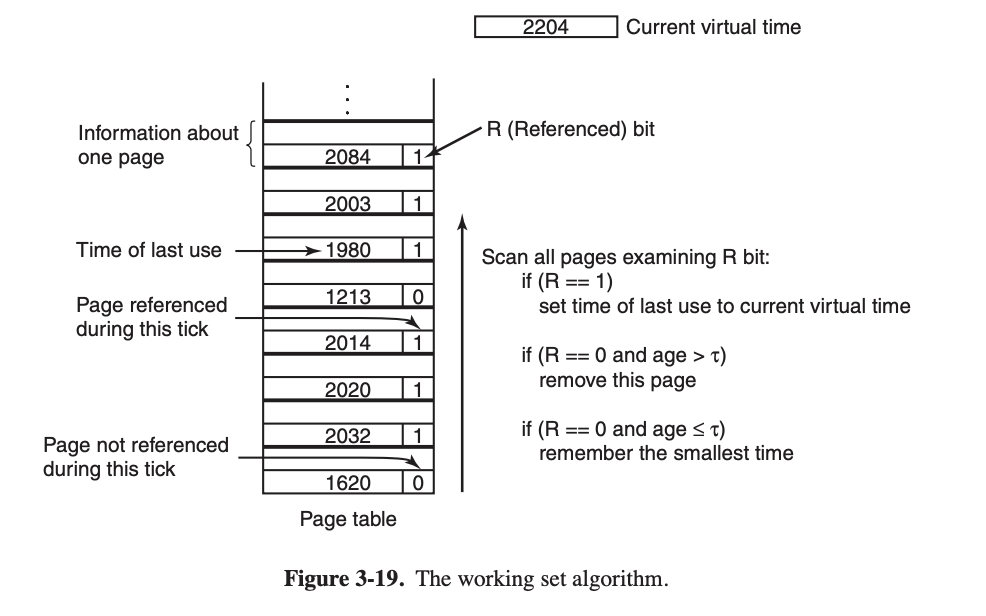 2204 Current virtual time
Information about
one page
R (Referenced) bit
2084 1
2003 1
Time of last use
1980 1
1213 0
Page referenced
during this tick
2014 1
2020 1
2032 1
Page not referenced
during this tick
1620 0
Page table
Scan all pages examining R bit:
if (R == 1)
set time of last use to current virtual time
if (R == 0 and age > τ)
remove this page
if (R == 0 and age ≤ τ)
remember the smallest time
Figure 3-19. The working set algorithm.